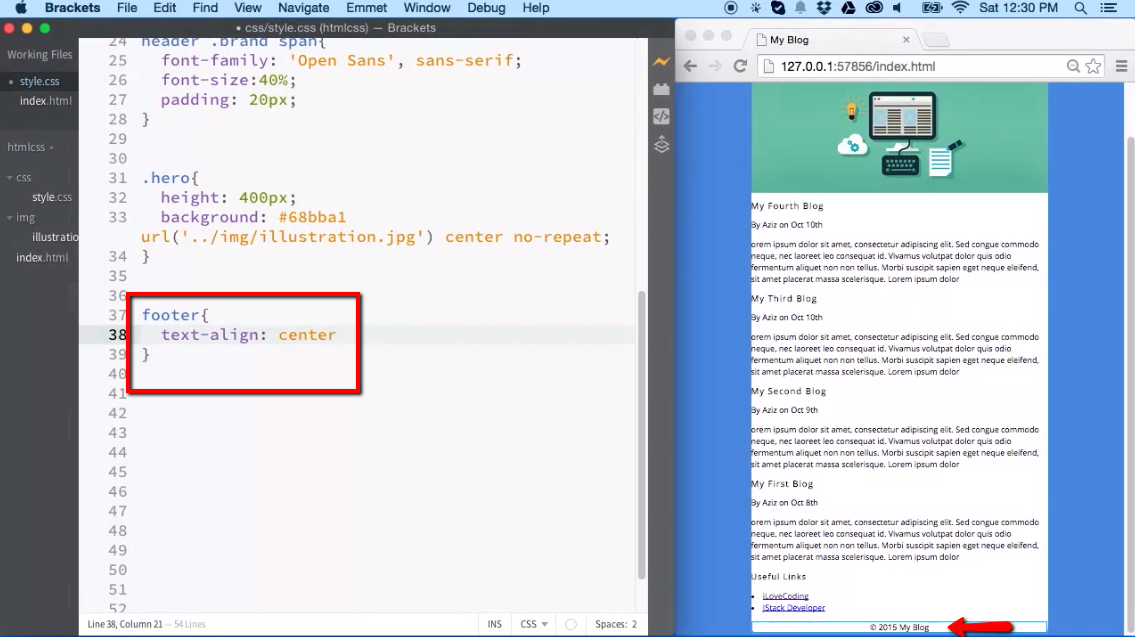 Brackets File Edit Find View Navigate Emmet Window Debug Help Sat 12:30 PM
• css/style.css (htmlcss) — Brackets
Working Files
style.css
index.html
htmlcss
css
style.css
img
illustratio
index.html
24 header .brand span{
25 font-family: 'Open Sans', sans-serif;
26 font-size:40%;
27 padding: 20px;
28 }
29
30
31 .hero{
32 height: 400px;
33 background: #68bba1
url('../img/illustration.jpg') center no-repeat;
34 }
35
36
37 footer{
38 text-align: center
39 }
40
41
42
43
44
45
46
47
48
49
50
51
52
Line 38, Column 21 — 54 Lines
INS CSS Spaces: 2
My Blog
127.0.0.1:57856/index.html
My Fourth Blog
By Aziz on Oct 10th
orem ipsum dolor sit amet, consectetur adipiscing elit. Sed congue commodo
neque, nec laoreet leo consequat id. Vivamus volutpat dolor quis odio
fermentum aliquet non non tellus. Morbi suscipit sapien eget neque eleifend,
sit amet placerat massa scelerisque. Lorem ipsum dolor
My Third Blog
By Aziz on Oct 10th
orem ipsum dolor sit amet, consectetur adipiscing elit. Sed congue commodo
neque, nec laoreet leo consequat id. Vivamus volutpat dolor quis odio
fermentum aliquet non non tellus. Morbi suscipit sapien eget neque eleifend,
sit amet placerat massa scelerisque. Lorem ipsum dolor
My Second Blog
By Aziz on Oct 9th
orem ipsum dolor sit amet, consectetur adipiscing elit. Sed congue commodo
neque, nec laoreet leo consequat id. Vivamus volutpat dolor quis odio
fermentum aliquet non non tellus. Morbi suscipit sapien eget neque eleifend,
sit amet placerat massa scelerisque. Lorem ipsum dolor
My First Blog
By Aziz on Oct 8th
orem ipsum dolor sit amet, consectetur adipiscing elit. Sed congue commodo
neque, nec laoreet leo consequat id. Vivamus volutpat dolor quis odio
fermentum aliquet non non tellus. Morbi suscipit sapien eget neque eleifend,
sit amet placerat massa scelerisque. Lorem ipsum dolor
Useful Links
iLoveCoding
JStack Developer
© 2015 My Blog